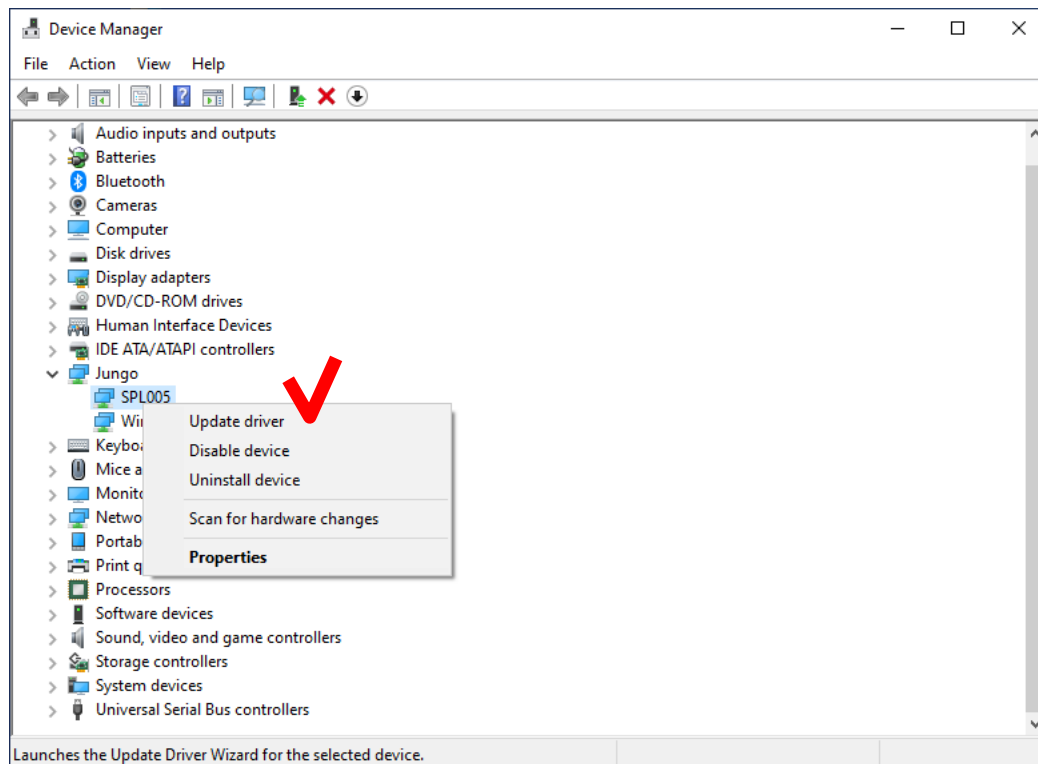 Device Manager
File Action View Help
Audio inputs and outputs
Batteries
Bluetooth
Cameras
Computer
Disk drives
Display adapters
DVD/CD-ROM drives
Human Interface Devices
IDE ATA/ATAPI controllers
Jungo
SPL005
Update driver
Disable device
Uninstall device
Scan for hardware changes
Properties
Mice a
Netwo
Print q
Processors
Software devices
Sound, video and game controllers
Storage controllers
System devices
Universal Serial Bus controllers
Launches the Update Driver Wizard for the selected device.